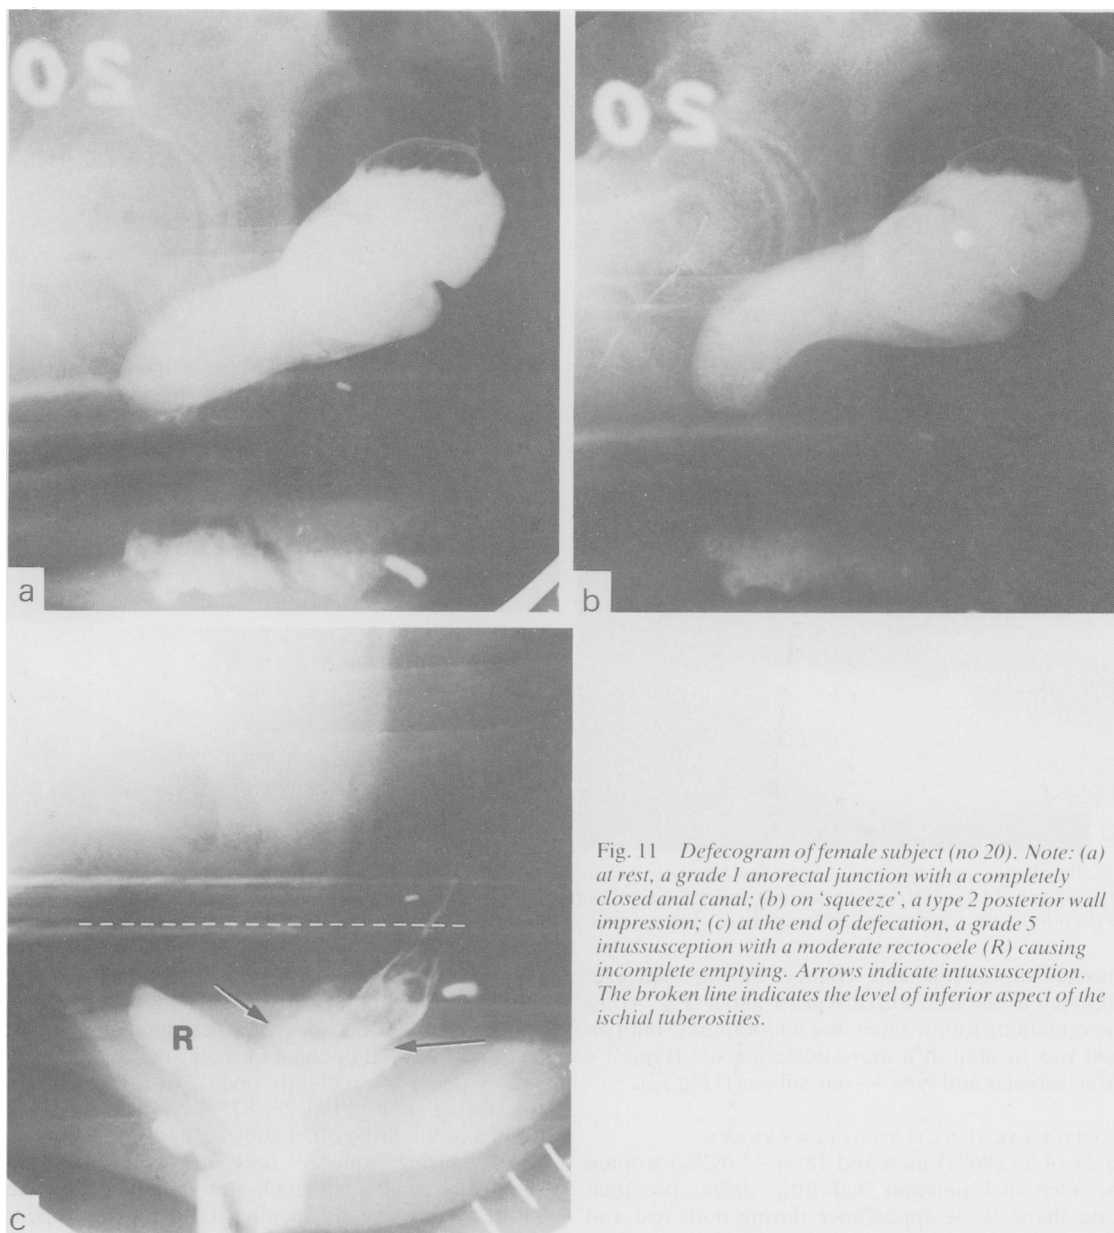 20
20
a
b
R
c
Fig. 11 Defecogram of female subject (no 20). Note: (a)
at rest, a grade 1 anorectal junction with a completely
closed anal canal; (b) on 'squeeze', a type 2 posterior wall
impression; (c) at the end of defecation, a grade 5
intussusception with a moderate rectocoele (R) causing
incomplete emptying. Arrows indicate intussusception.
The broken line indicates the level of inferior aspect of the
ischial tuberosities.